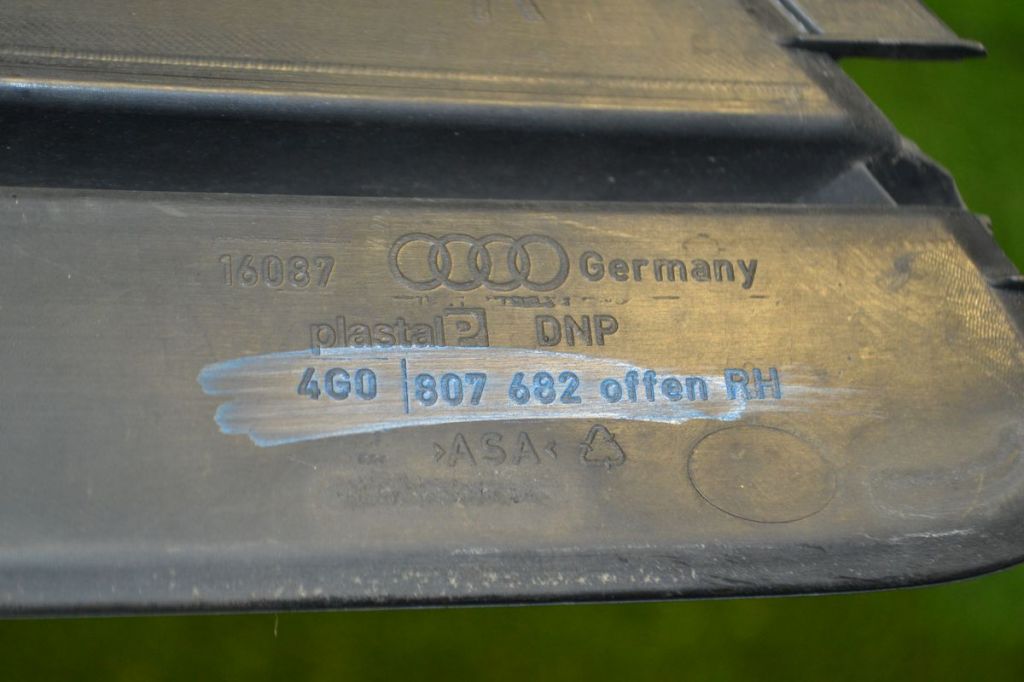 16087 Germany
plastal P DNP
4G0 807 682 offen RH
>ASA<